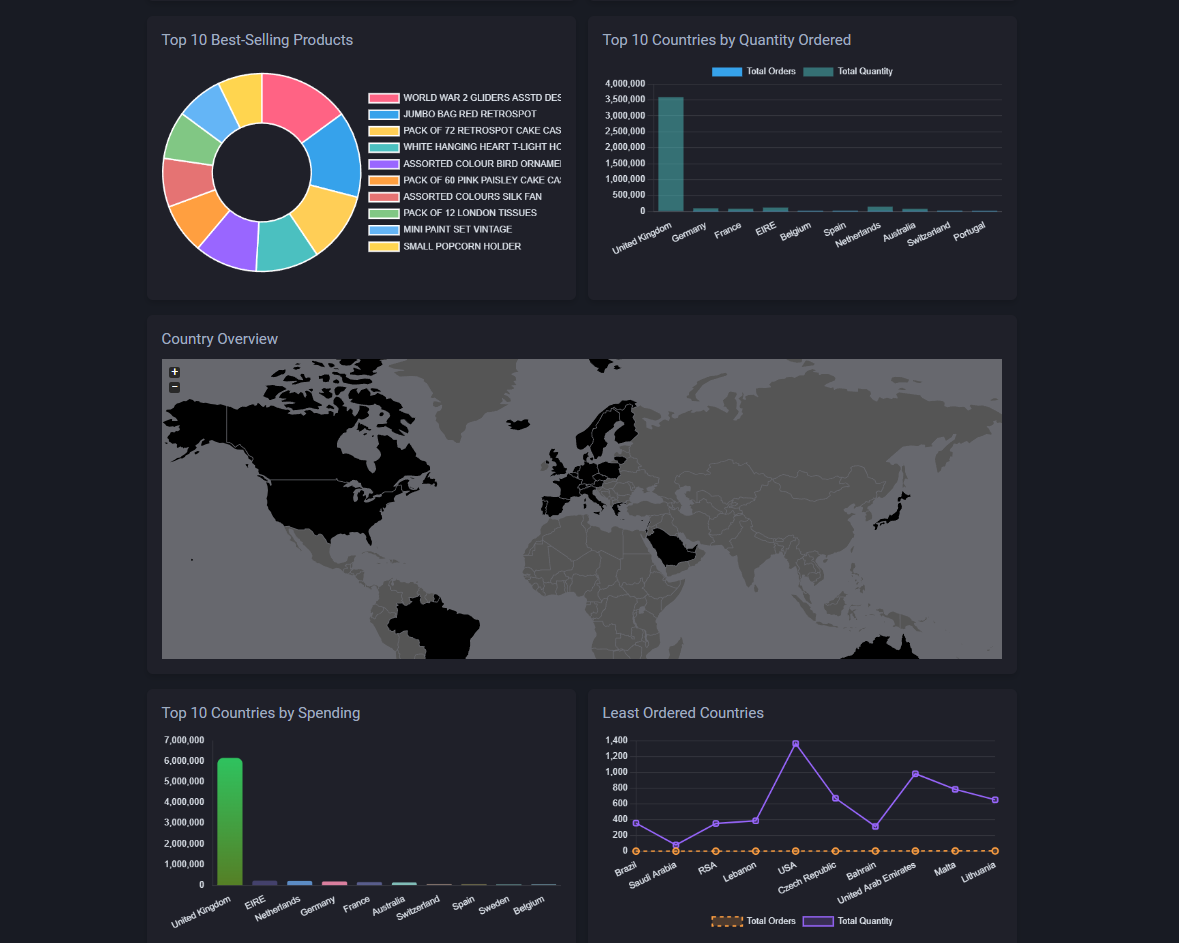 Top 10 Best-Selling Products
WORLD WAR 2 GLIDERS ASSTD DES
JUMBO BAG RED RETROSPOT
PACK OF 72 RETROSPOT CAKE CAS
WHITE HANGING HEART T-LIGHT HO
ASSORTED COLOUR BIRD ORNAME
PACK OF 60 PINK PAISLEY CAKE CA
ASSORTED COLOURS SILK FAN
PACK OF 12 LONDON TISSUES
MINI PAINT SET VINTAGE
SMALL POPCORN HOLDER
Top 10 Countries by Quantity Ordered
Total Orders Total Quantity
4,000,000
3,500,000
3,000,000
2,500,000
2,000,000
1,500,000
1,000,000
500,000
0
United Kingdom Germany France EIRE Belgium Spain Netherlands Australia Switzerland Portugal
Country Overview
+
−
Top 10 Countries by Spending
7,000,000
6,000,000
5,000,000
4,000,000
3,000,000
2,000,000
1,000,000
0
United Kingdom EIRE Netherlands Germany France Australia Switzerland Spain Sweden Belgium
Least Ordered Countries
1,400
1,200
1,000
800
600
400
200
0
Brazil Saudi Arabia RSA Lebanon USA Czech Republic Bahrain United Arab Emirates Malta Lithuania
Total Orders Total Quantity